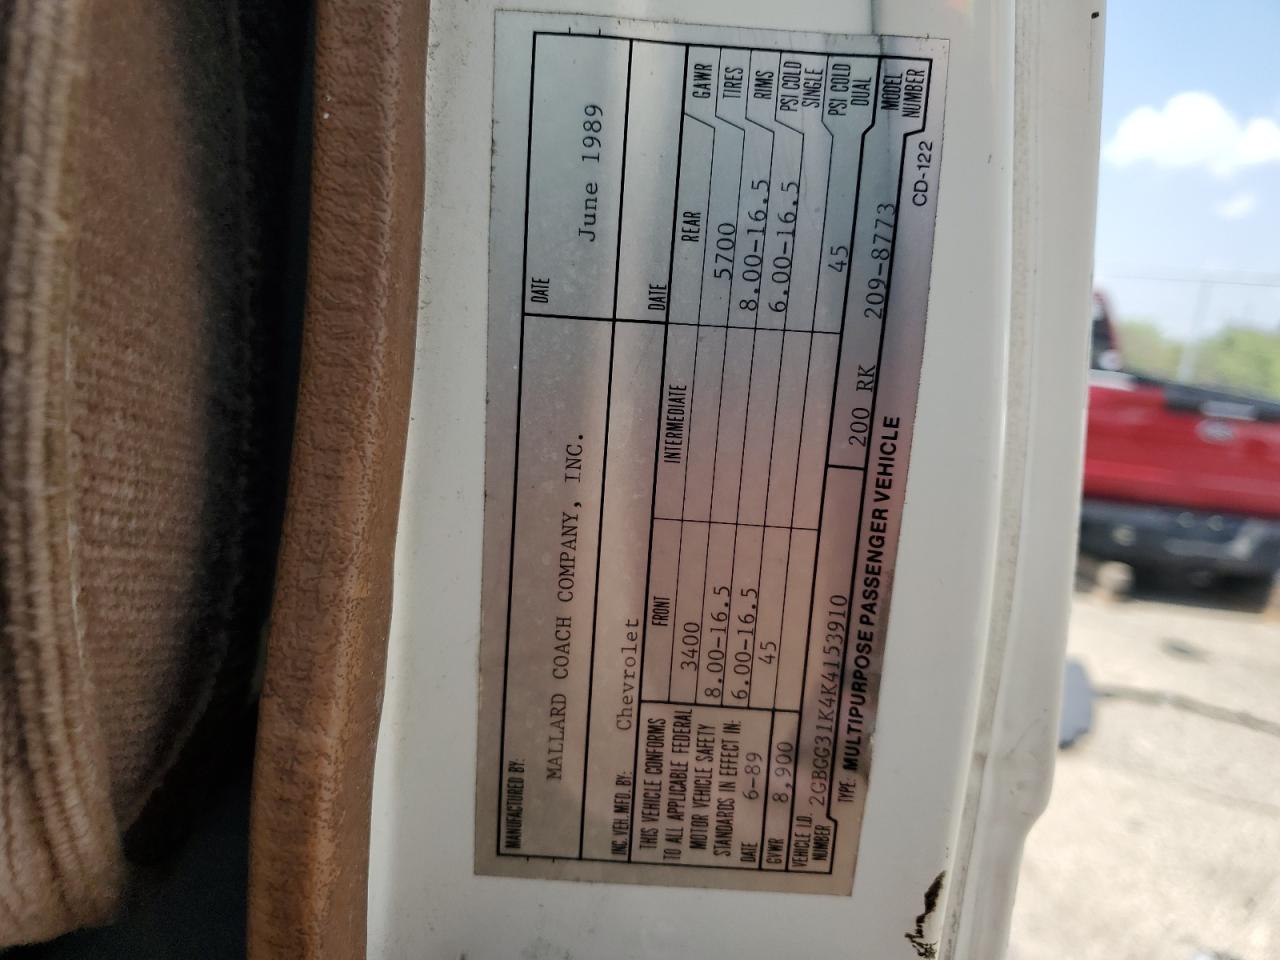 MANUFACTURED BY: DATE
MALLARD COACH COMPANY, INC. June 1989
INC. VEH. MFD. BY: Chevrolet DATE
THIS VEHICLE CONFORMS
TO ALL APPLICABLE FEDERAL
MOTOR VEHICLE SAFETY
STANDARDS IN EFFECT IN:
DATE 6-89
GVWR 8,900
FRONT INTERMEDIATE REAR
3400 5700 GAWR
8.00-16.5 8.00-16.5 TIRES
6.00-16.5 6.00-16.5 RIMS
45 PSI COLD SINGLE
45 PSI COLD DUAL
VEHICLE I.D. NUMBER 2GBGG31K4K4153910 200 RK 209-8773 MODEL NUMBER
TYPE: MULTIPURPOSE PASSENGER VEHICLE CD-122